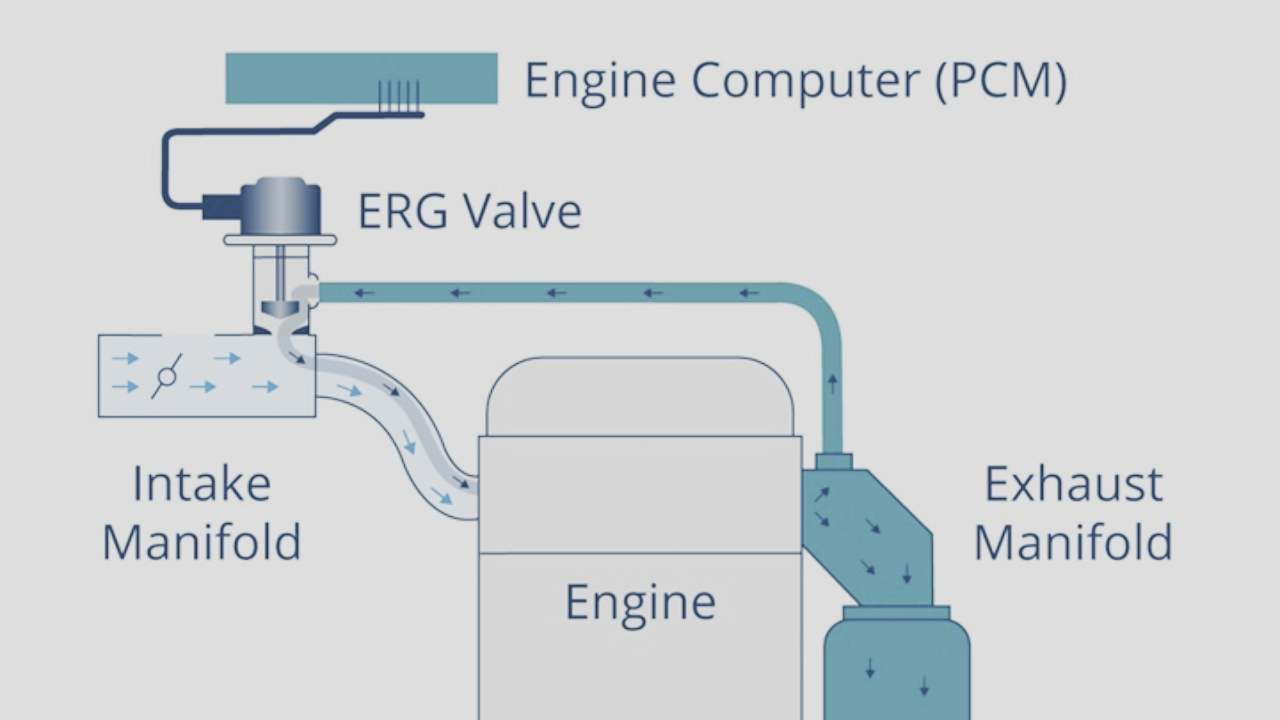 Engine Computer (PCM)
ERG Valve
Intake
Manifold
Exhaust
Manifold
Engine